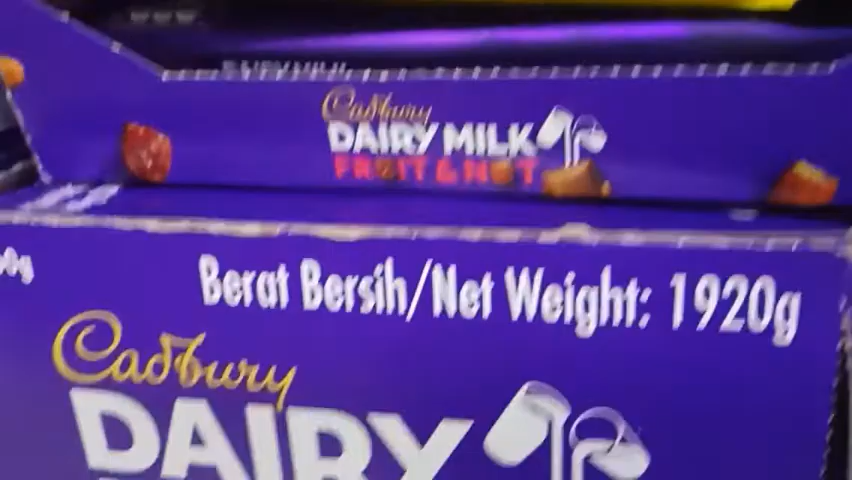 Cadbury
DAIRY MILK
FRUIT & NUT
Berat Bersih/Net Weight: 1920g
Cadbury
DAIRY